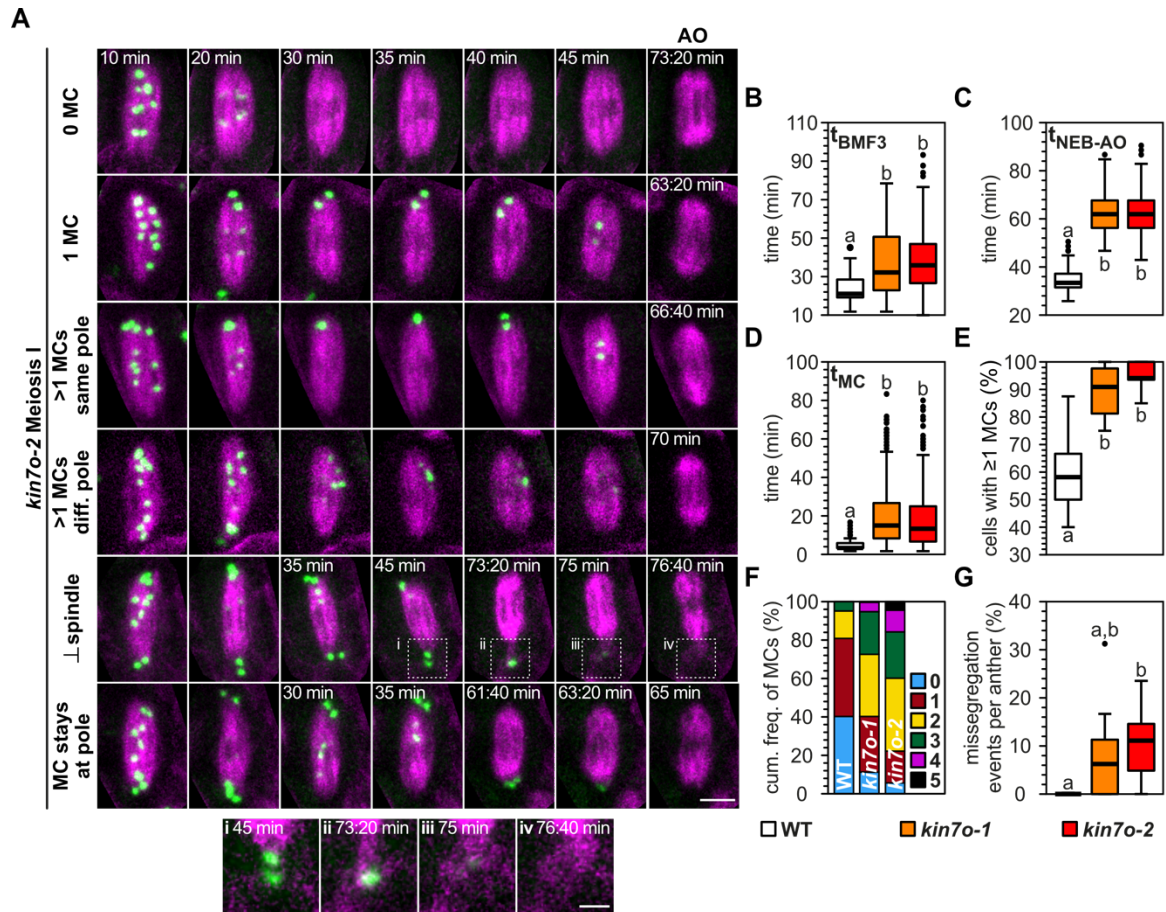 A
AO
kin7o-2 Meiosis I
0 MC
10 min
20 min
30 min
35 min
40 min
45 min
73:20 min
1 MC
63:20 min
>1 MCs
same pole
66:40 min
>1 MCs
diff. pole
70 min
⊥ spindle
35 min
45 min
73:20 min
75 min
76:40 min
i
ii
iii
iv
MC stays
at pole
30 min
35 min
61:40 min
63:20 min
65 min
i 45 min
ii 73:20 min
iii 75 min
iv 76:40 min
B
tBMF3
time (min)
110
90
70
50
30
10
a
b
b
C
tNEB-AO
time (min)
100
80
60
40
20
a
b
b
D
tMC
time (min)
100
80
60
40
20
0
a
b
b
E
cells with ≥1 MCs (%)
100
90
80
70
60
50
40
30
a
b
b
F
cum. freq. of MCs (%)
100
80
60
40
20
0
WT
kin7o-1
kin7o-2
0
1
2
3
4
5
G
missegregation
events per anther (%)
40
30
20
10
0
a
a,b
b
WT
kin7o-1
kin7o-2